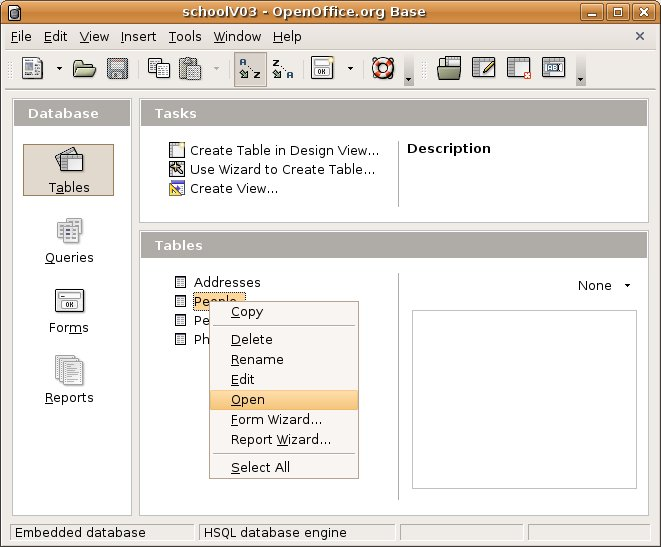 schoolV03 - OpenOffice.org Base
File Edit View Insert Tools Window Help
Database
Tables
Queries
Forms
Reports
Tasks
Create Table in Design View...
Use Wizard to Create Table...
Create View...
Description
Tables
Addresses
People
Pe
Ph
None
Copy
Delete
Rename
Edit
Open
Form Wizard...
Report Wizard...
Select All
Embedded database
HSQL database engine